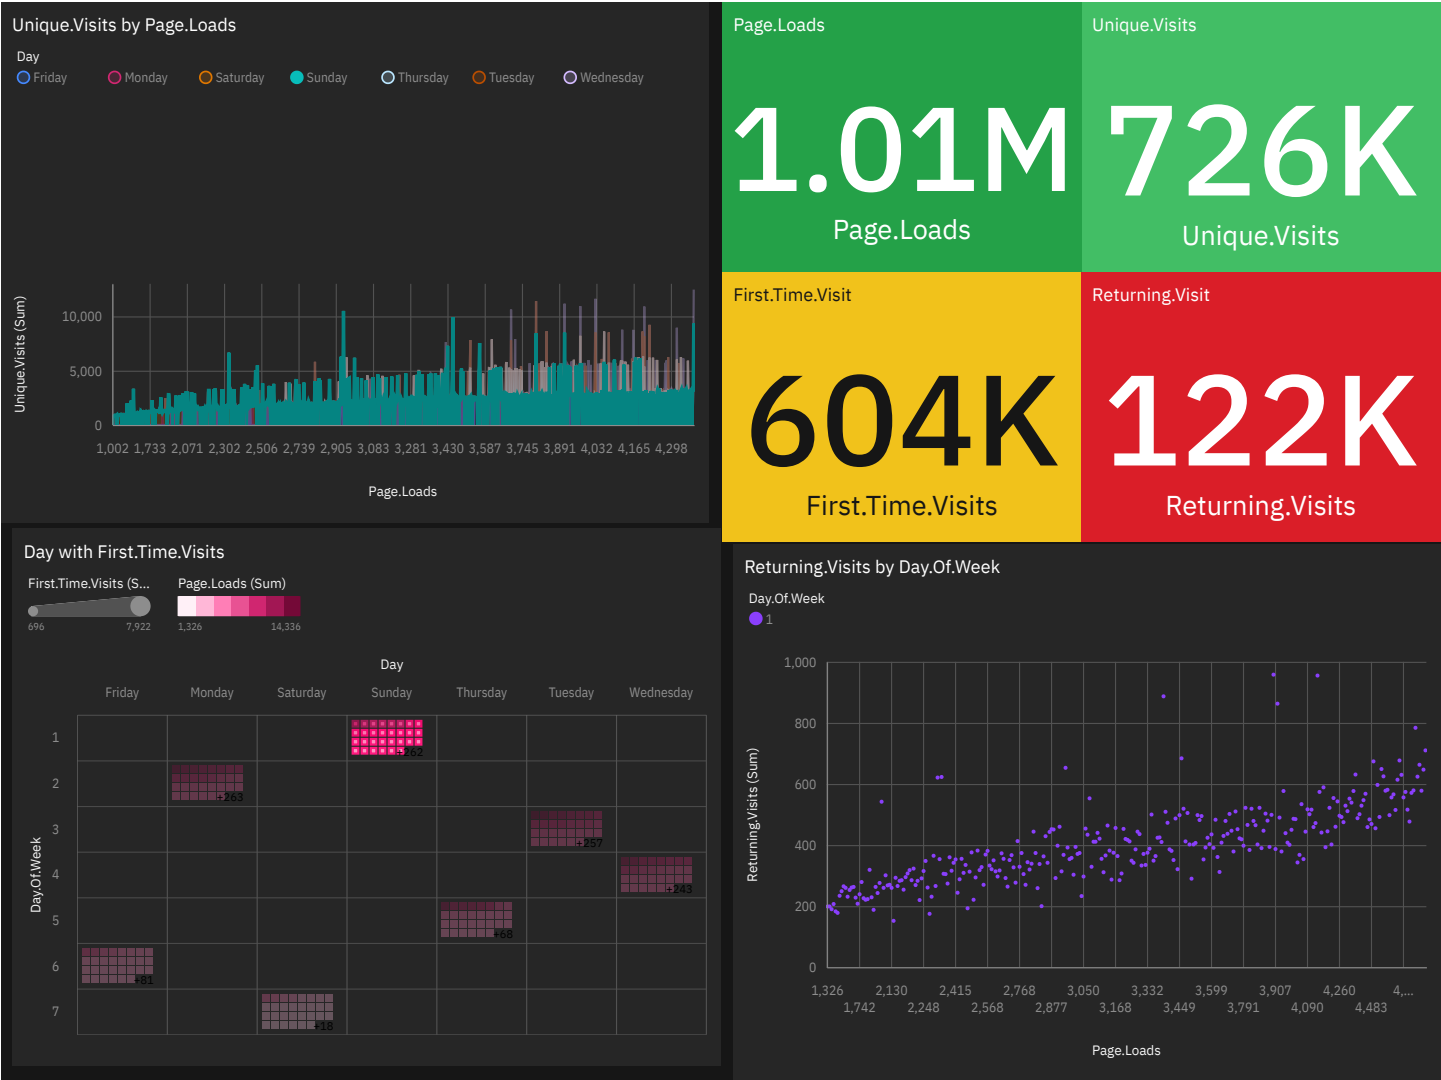 Unique.Visits by Page.Loads
Day
Friday Monday Saturday Sunday Thursday Tuesday Wednesday
Unique.Visits (Sum)
10,000
5,000
0
1,002 1,733 2,071 2,302 2,506 2,739 2,905 3,083 3,281 3,430 3,587 3,745 3,891 4,032 4,165 4,298
Page.Loads
Page.Loads
1.01M
Page.Loads
Unique.Visits
726K
Unique.Visits
First.Time.Visit
604K
First.Time.Visits
Returning.Visit
122K
Returning.Visits
Day with First.Time.Visits
First.Time.Visits (S...
696 7,922
Page.Loads (Sum)
1,326 14,336
Day
Friday Monday Saturday Sunday Thursday Tuesday Wednesday
Day.Of.Week
1
+262
2
+263
3
+257
4
+243
5
+68
6
+81
7
+18
Returning.Visits by Day.Of.Week
Day.Of.Week
1
Returning.Visits (Sum)
1,000
800
600
400
200
0
1,326 2,130 2,415 2,768 3,050 3,332 3,599 3,907 4,260 4,...
1,742 2,248 2,568 2,877 3,168 3,449 3,791 4,090 4,483
Page.Loads